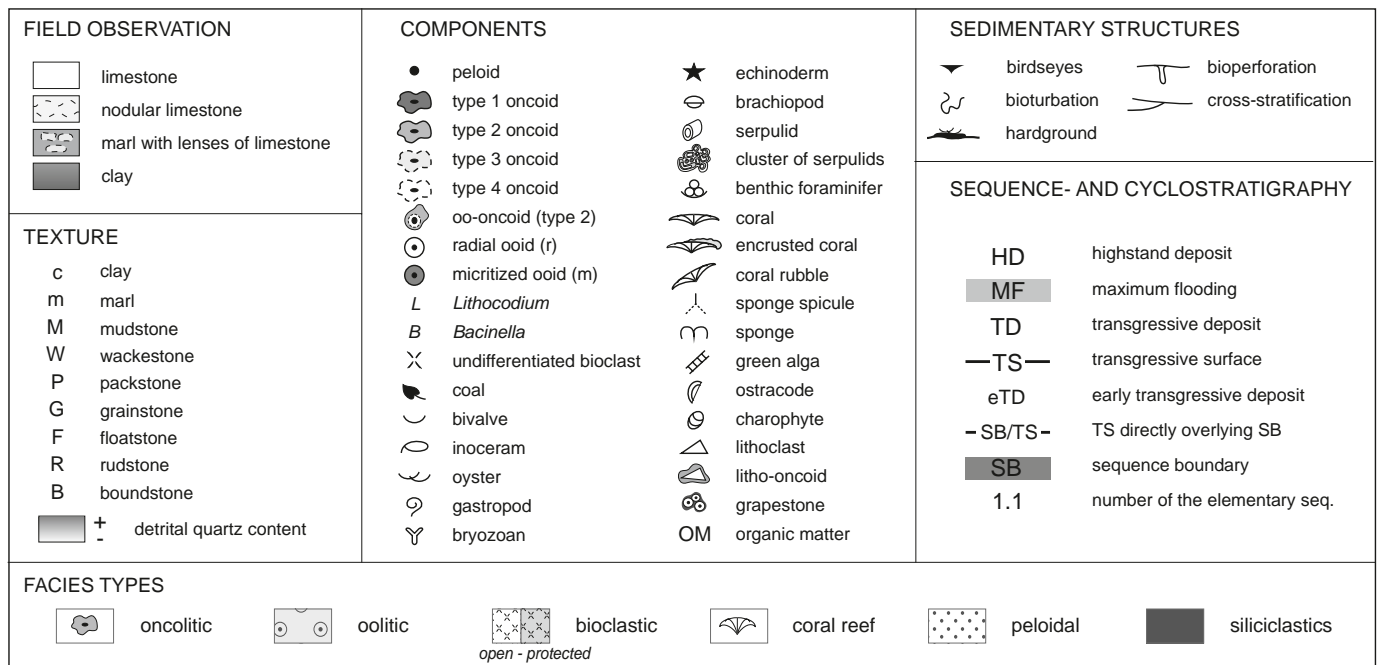 FIELD OBSERVATION
limestone
nodular limestone
marl with lenses of limestone
clay
TEXTURE
c clay
m marl
M mudstone
W wackestone
P packstone
G grainstone
F floatstone
R rudstone
B boundstone
+
- detrital quartz content
COMPONENTS
peloid
type 1 oncoid
type 2 oncoid
type 3 oncoid
type 4 oncoid
oo-oncoid (type 2)
radial ooid (r)
micritized ooid (m)
L Lithocodium
B Bacinella
undifferentiated bioclast
coal
bivalve
inoceram
oyster
gastropod
bryozoan
echinoderm
brachiopod
serpulid
cluster of serpulids
benthic foraminifer
coral
encrusted coral
coral rubble
sponge spicule
sponge
green alga
ostracode
charophyte
lithoclast
litho-oncoid
grapestone
OM organic matter
SEDIMENTARY STRUCTURES
birdseyes
bioturbation
hardground
bioperforation
cross-stratification
SEQUENCE- AND CYCLOSTRATIGRAPHY
HD highstand deposit
MF maximum flooding
TD transgressive deposit
TS transgressive surface
eTD early transgressive deposit
SB/TS TS directly overlying SB
SB sequence boundary
1.1 number of the elementary seq.
FACIES TYPES
oncolitic
oolitic
bioclastic
open - protected
coral reef
peloidal
siliciclastics